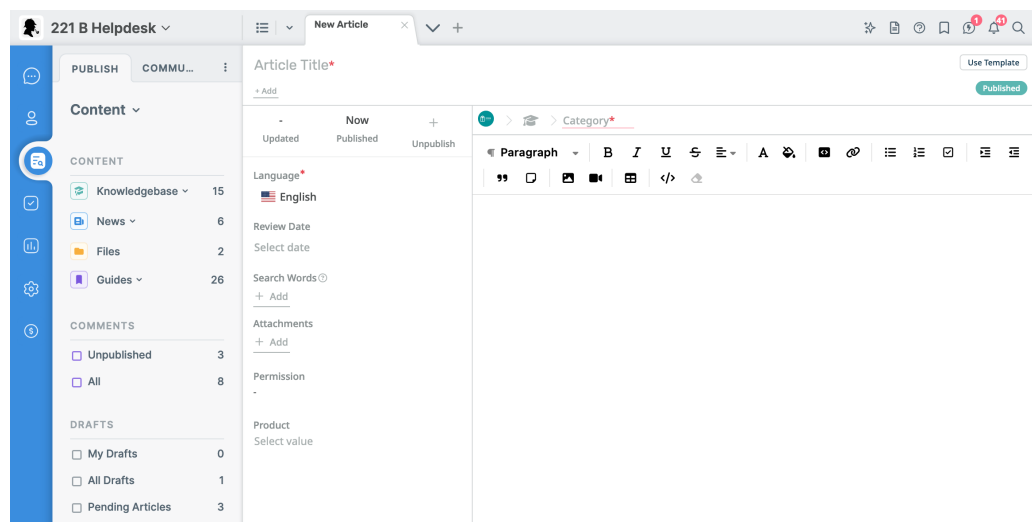 221 B Helpdesk
New Article
1
41
PUBLISH
COMMU...
Article Title*
Use Template
+ Add
Published
Content
-
Updated
Now
Published
Unpublish
Category*
Paragraph
B I U S A
CONTENT
Language*
English
Knowledgebase 15
News 6
Files 2
Guides 26
Review Date
Select date
Search Words
+ Add
COMMENTS
Attachments
+ Add
Unpublished 3
All 8
Permission
-
DRAFTS
Product
Select value
My Drafts 0
All Drafts 1
Pending Articles 3